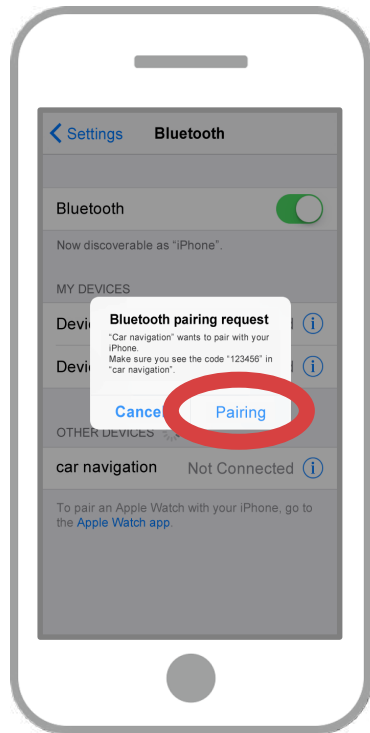 Settings Bluetooth
Bluetooth
Now discoverable as “iPhone”.
MY DEVICES
Bluetooth pairing request
“Car navigation” wants to pair with your
iPhone.
Make sure you see the code “123456” in
“car navigation”.
Pairing
OTHER DEVICES
car navigation Not Connected
To pair an Apple Watch with your iPhone, go to
the Apple Watch app.